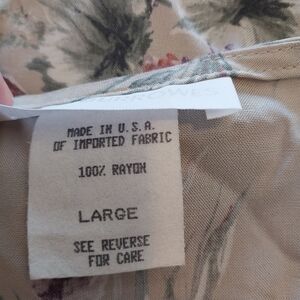 MADE IN U.S.A.
OF IMPORTED FABRIC
100% RAYON
LARGE
SEE REVERSE
FOR CARE